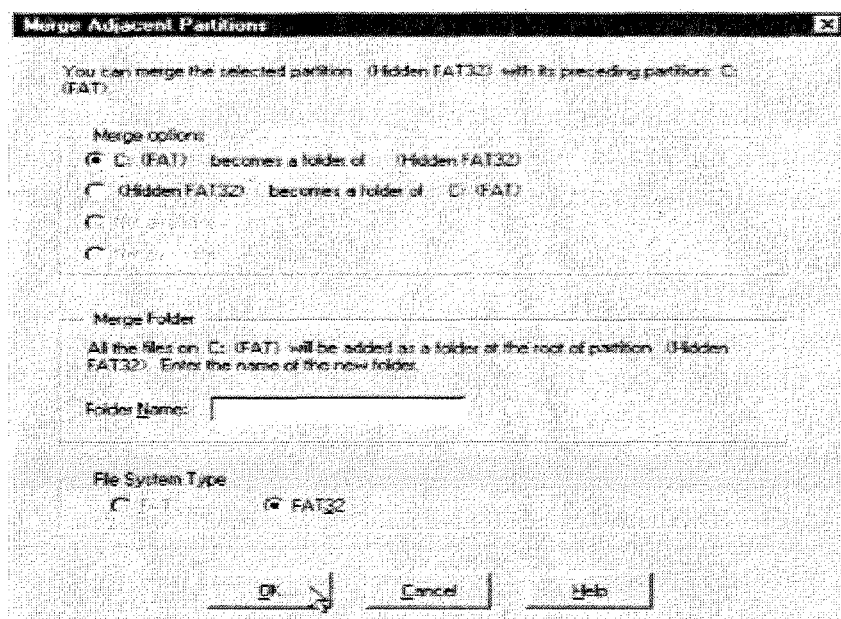 Merge Adjacent Partitions
You can merge the selected partition (Hidden FAT32) with its preceding partition: C:
(FAT)
Merge options
C: (FAT) becomes a folder of (Hidden FAT32)
(Hidden FAT32) becomes a folder of C: (FAT)
Merge Folder
All the files on C: (FAT) will be added as a folder at the root of partition (Hidden
FAT32). Enter the name of the new folder.
Folder Name:
File System Type
FAT FAT32
OK Cancel Help